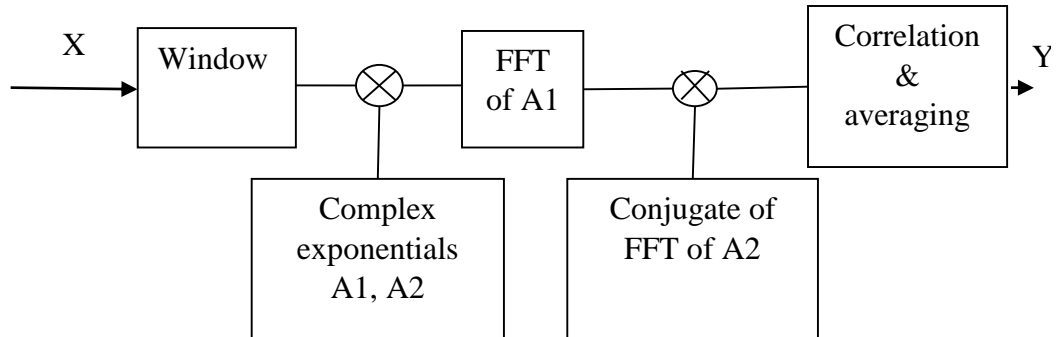 X
Window
FFT
of A1
Correlation
&
averaging
Y
Complex
exponentials
A1, A2
Conjugate of
FFT of A2